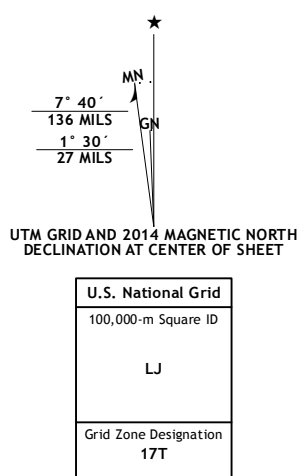 MN
7° 40´
136 MILS
GN
1° 30´
27 MILS
UTM GRID AND 2014 MAGNETIC NORTH
DECLINATION AT CENTER OF SHEET
U.S. National Grid
100,000-m Square ID
LJ
Grid Zone Designation
17T